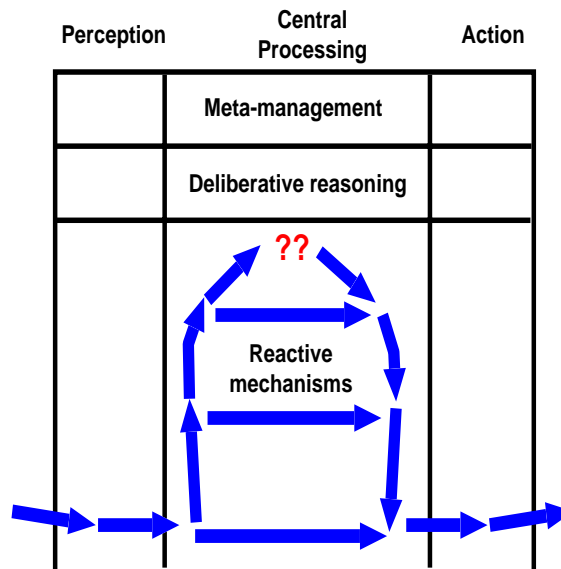 Perception
Central
Processing
Action
Meta-management
Deliberative reasoning
??
Reactive
mechanisms